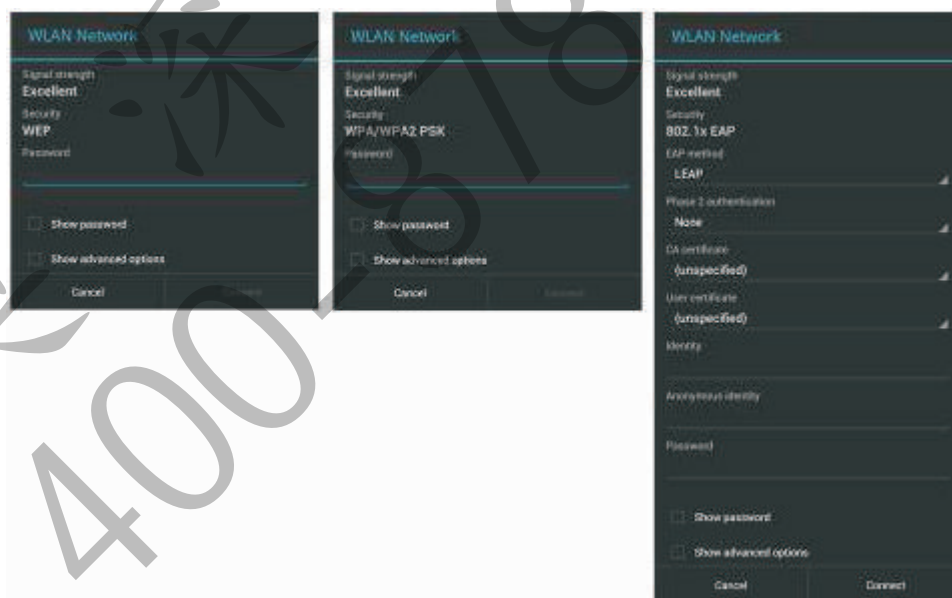 WLAN Network
Signal strength
Excellent
Security
WEP
Password
Show password
Show advanced options
Cancel
WLAN Network
Signal strength
Excellent
Security
WPA/WPA2 PSK
Password
Show password
Show advanced options
Cancel
WLAN Network
Signal strength
Excellent
Security
802.1x EAP
EAP method
LEAP
Phase 2 authentication
None
CA certificate
(unspecified)
User certificate
(unspecified)
Identity
Anonymous identity
Password
Show password
Show advanced options
Cancel
Connect
400-878